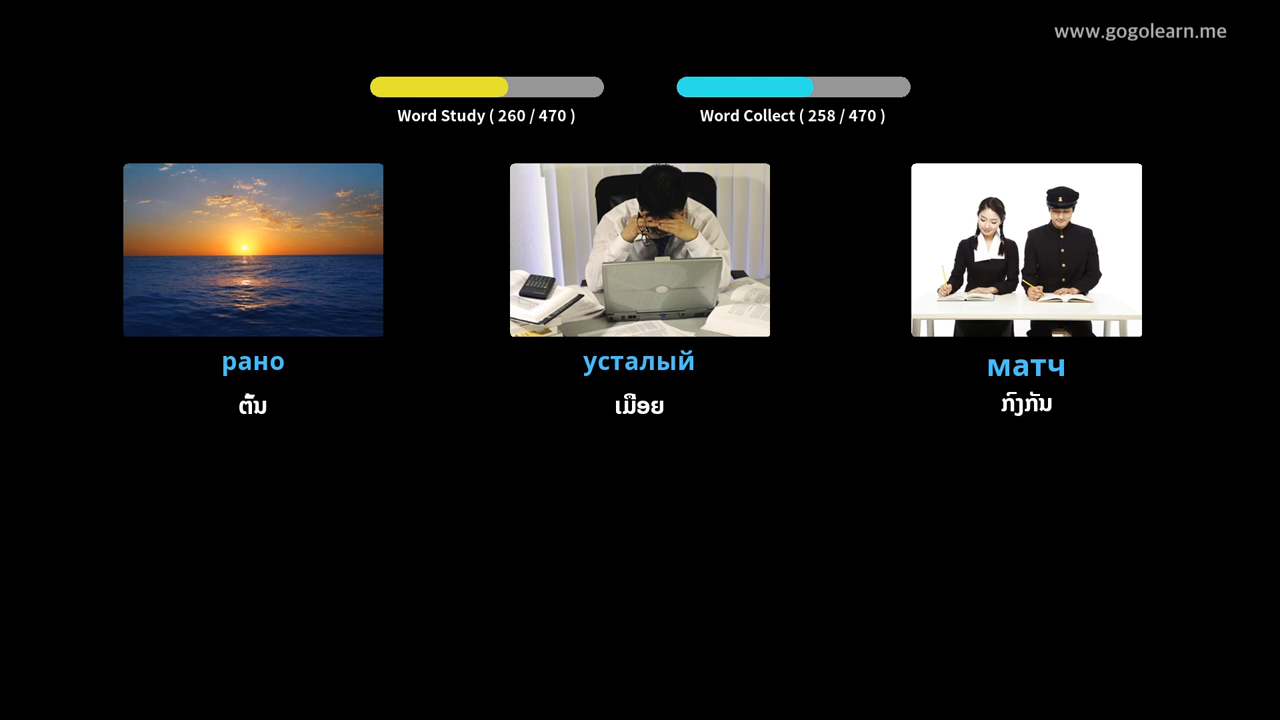 www.gogolearn.me
Word Study ( 260 / 470 )
Word Collect ( 258 / 470 )
рано
усталый
матч
ຕົ້ນ
ເມື່ອຍ
ກົງກັນ